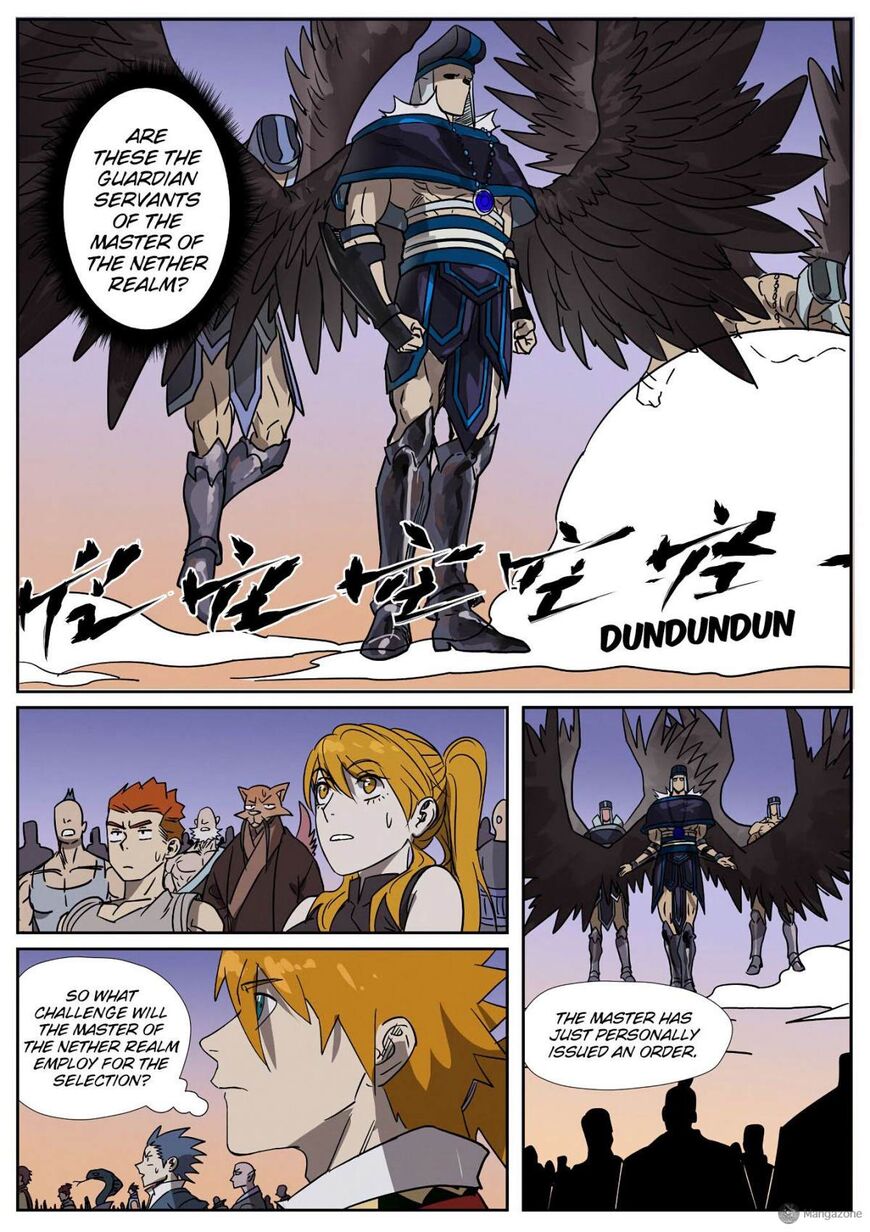 ARE
THESE THE
GUARDIAN
SERVANTS
OF THE
MASTER OF
THE NETHER
REALM?
DUNDUNDUN
SO WHAT
CHALLENGE WILL
THE MASTER OF
THE NETHER REALM
EMPLOY FOR THE
SELECTION?
THE MASTER HAS
JUST PERSONALLY
ISSUED AN ORDER.
Mangazone